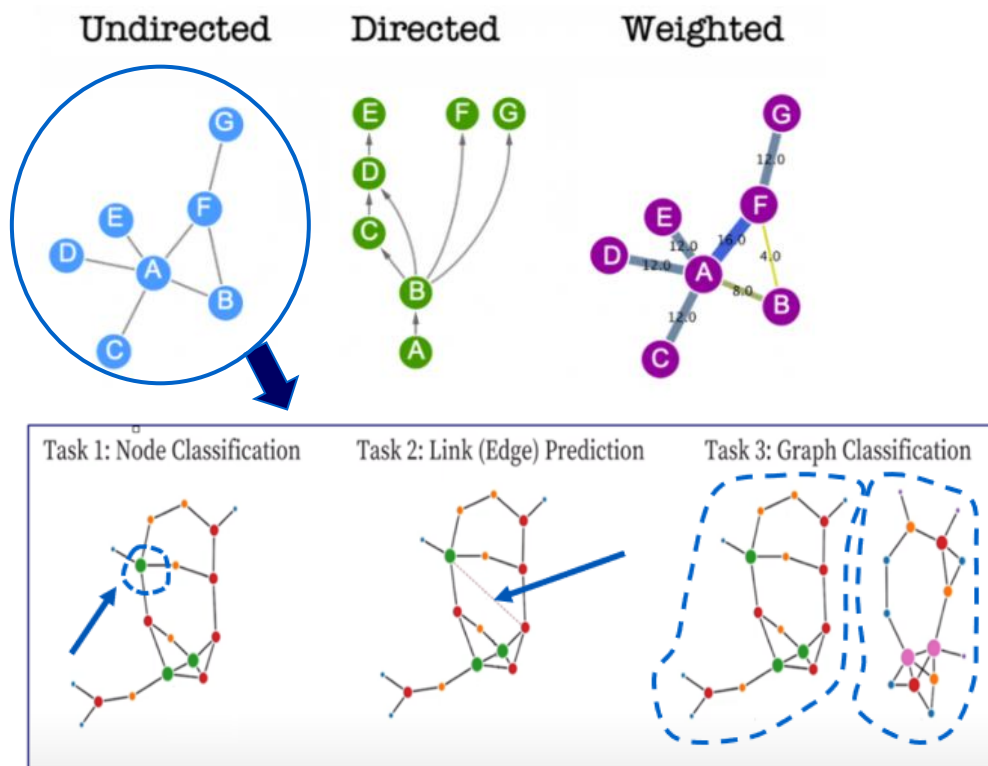 Undirected Directed Weighted
G
F
E
D
A
B
C
E F G
D
C
B
A
G
12.0
F
E
16.0
12.0
D
4.0
12.0
A
8.0
B
12.0
C
Task 1: Node Classification Task 2: Link (Edge) Prediction Task 3: Graph Classification